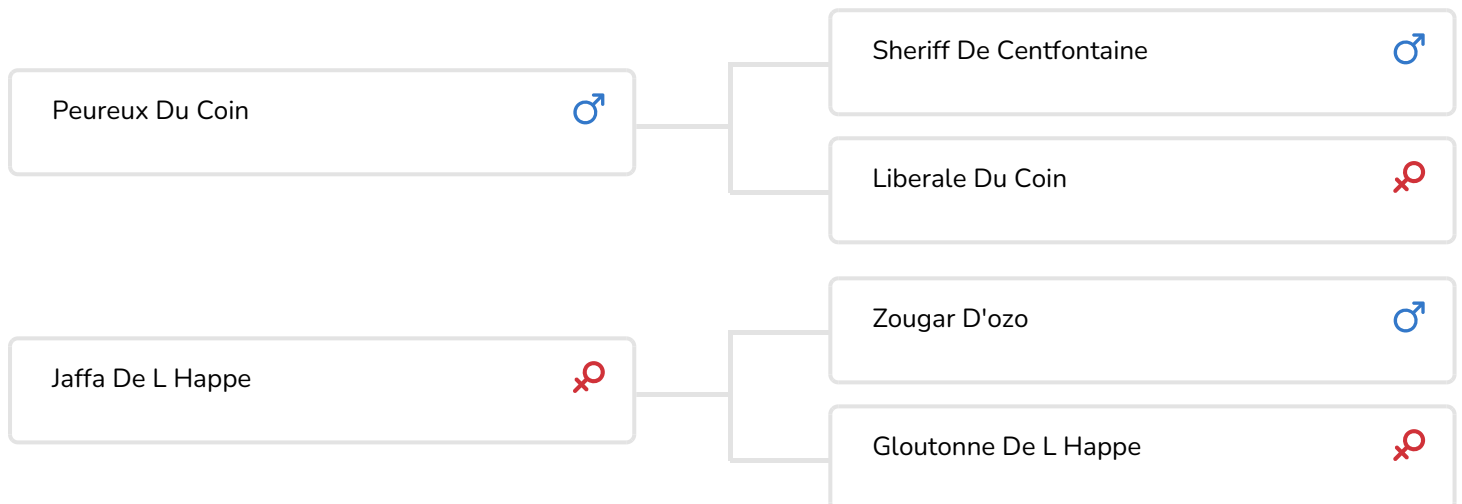 Peureux Du Coin
Sheriff De Centfontaine
Liberale Du Coin
Jaffa De L Happe
Zougar D'ozo
Gloutonne De L Happe